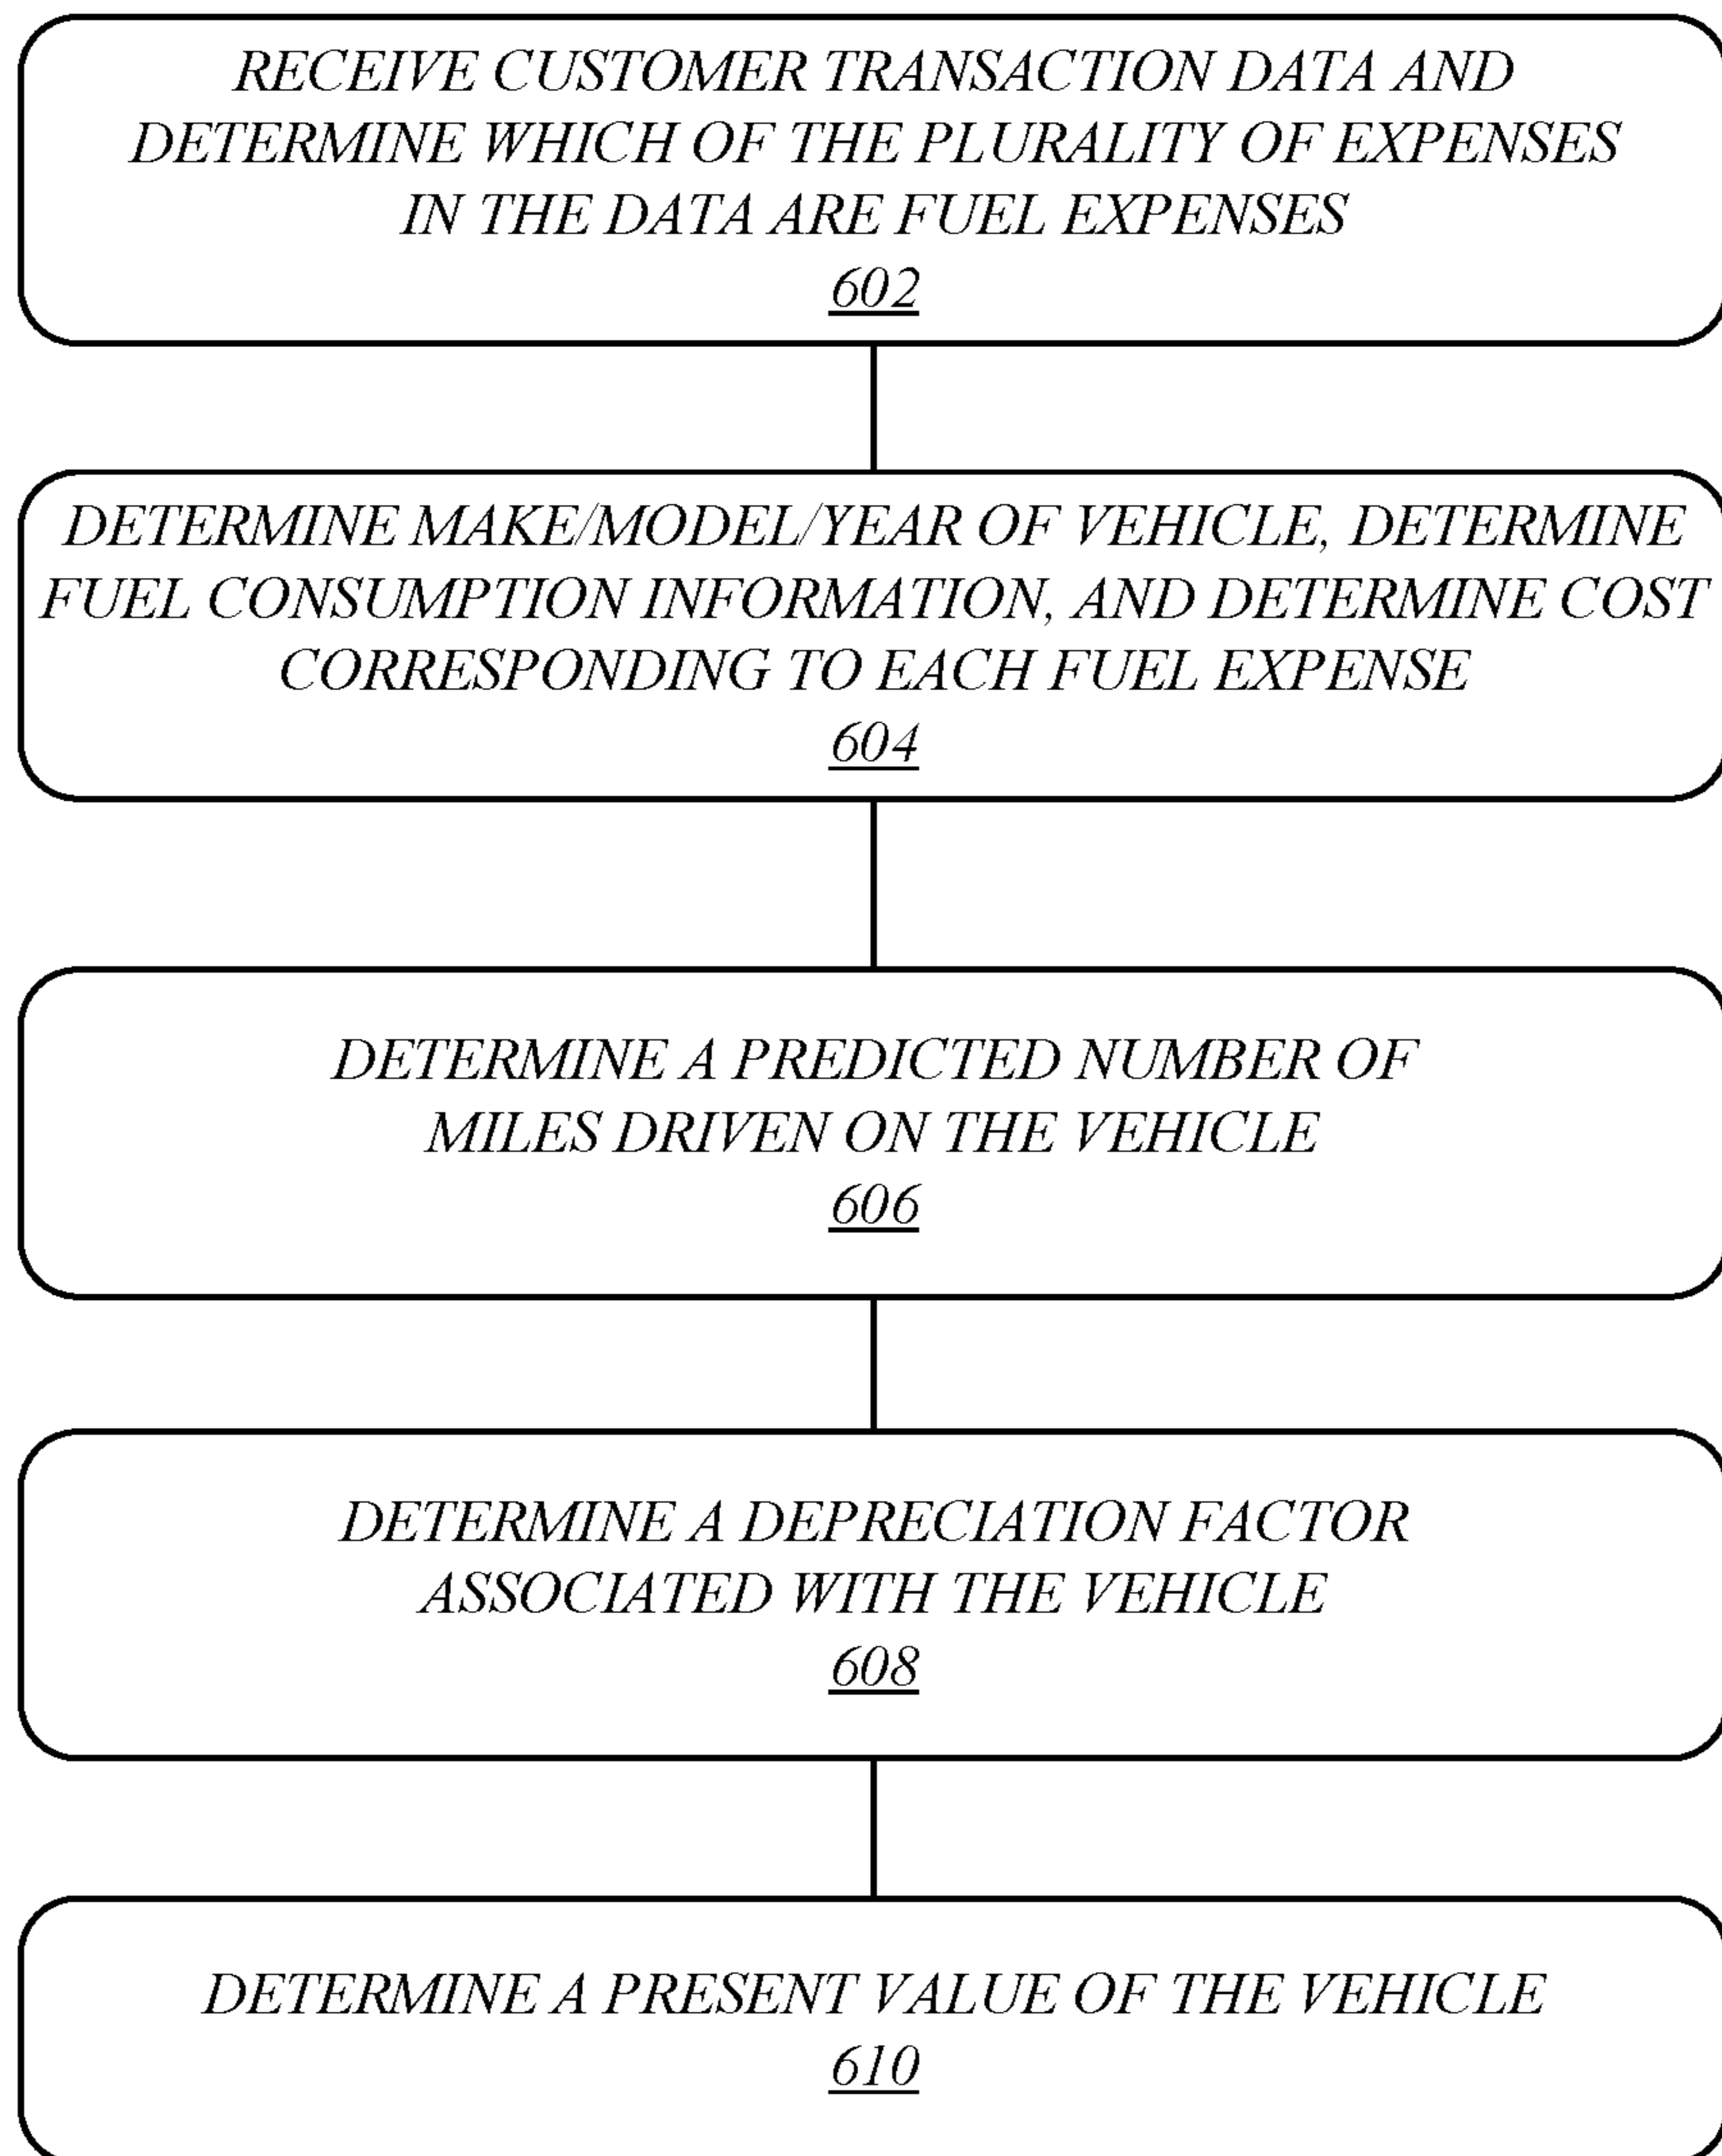 RECEIVE CUSTOMER TRANSACTION DATA AND
DETERMINE WHICH OF THE PLURALITY OF EXPENSES
IN THE DATA ARE FUEL EXPENSES
602
DETERMINE MAKE/MODEL/YEAR OF VEHICLE, DETERMINE
FUEL CONSUMPTION INFORMATION, AND DETERMINE COST
CORRESPONDING TO EACH FUEL EXPENSE
604
DETERMINE A PREDICTED NUMBER OF
MILES DRIVEN ON THE VEHICLE
606
DETERMINE A DEPRECIATION FACTOR
ASSOCIATED WITH THE VEHICLE
608
DETERMINE A PRESENT VALUE OF THE VEHICLE
610